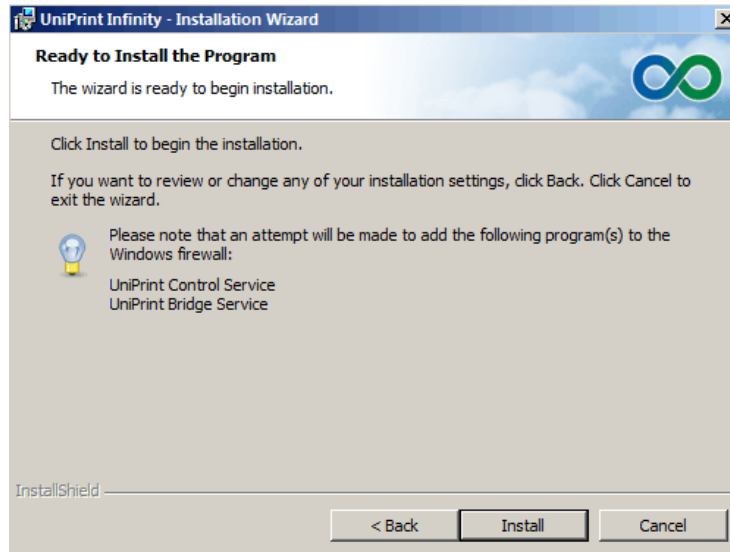 UniPrint Infinity - Installation Wizard
Ready to Install the Program
The wizard is ready to begin installation.
Click Install to begin the installation.
If you want to review or change any of your installation settings, click Back. Click Cancel to
exit the wizard.
Please note that an attempt will be made to add the following program(s) to the
Windows firewall:
UniPrint Control Service
UniPrint Bridge Service
InstallShield
< Back
Install
Cancel